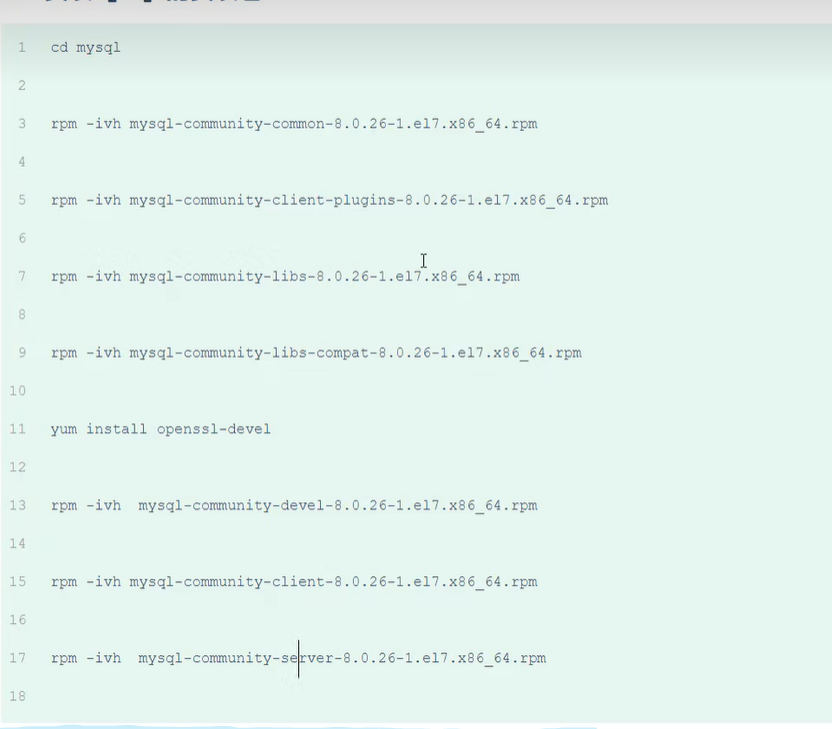 1 cd mysql
2
3 rpm -ivh mysql-community-common-8.0.26-1.el7.x86_64.rpm
4
5 rpm -ivh mysql-community-client-plugins-8.0.26-1.el7.x86_64.rpm
6
7 rpm -ivh mysql-community-libs-8.0.26-1.el7.x86_64.rpm
8
9 rpm -ivh mysql-community-libs-compat-8.0.26-1.el7.x86_64.rpm
10
11 yum install openssl-devel
12
13 rpm -ivh  mysql-community-devel-8.0.26-1.el7.x86_64.rpm
14
15 rpm -ivh mysql-community-client-8.0.26-1.el7.x86_64.rpm
16
17 rpm -ivh  mysql-community-server-8.0.26-1.el7.x86_64.rpm
18